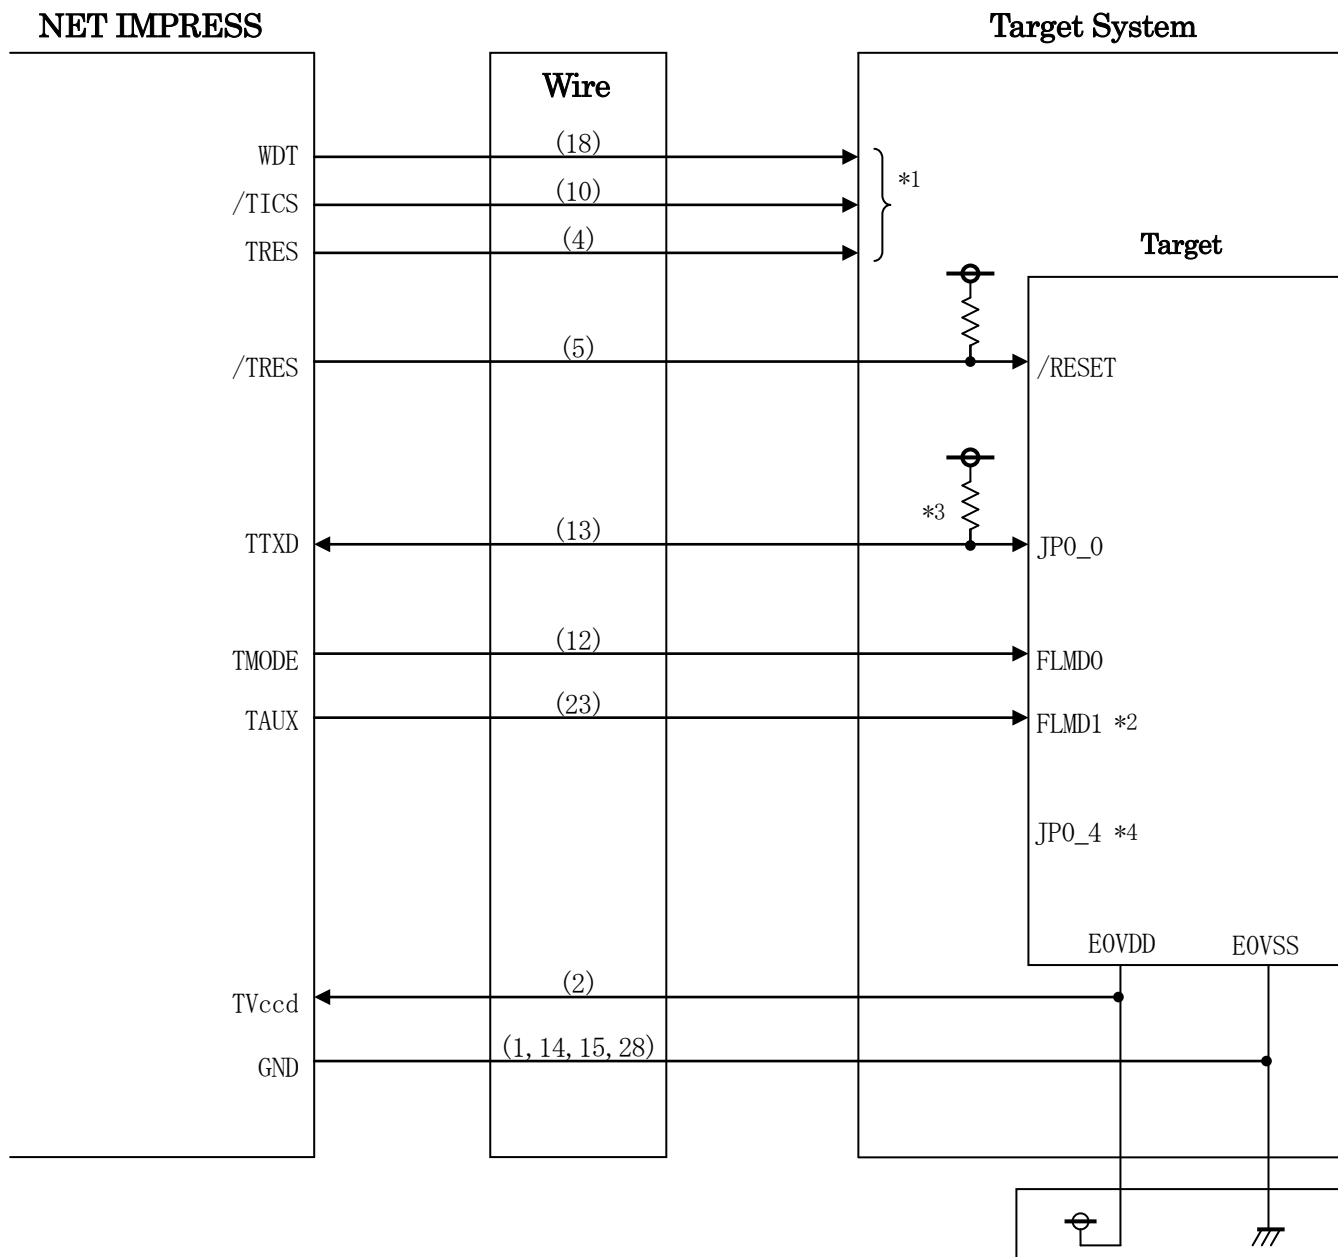 NET IMPRESS
Target System
Wire
WDT
(18)
*1
/TICS
(10)
TRES
(4)
Target
/TRES
(5)
/RESET
*3
TTXD
(13)
JP0_0
TMODE
(12)
FLMD0
TAUX
(23)
FLMD1 *2
JP0_4 *4
E0VDD
E0VSS
TVccd
(2)
GND
(1, 14, 15, 28)